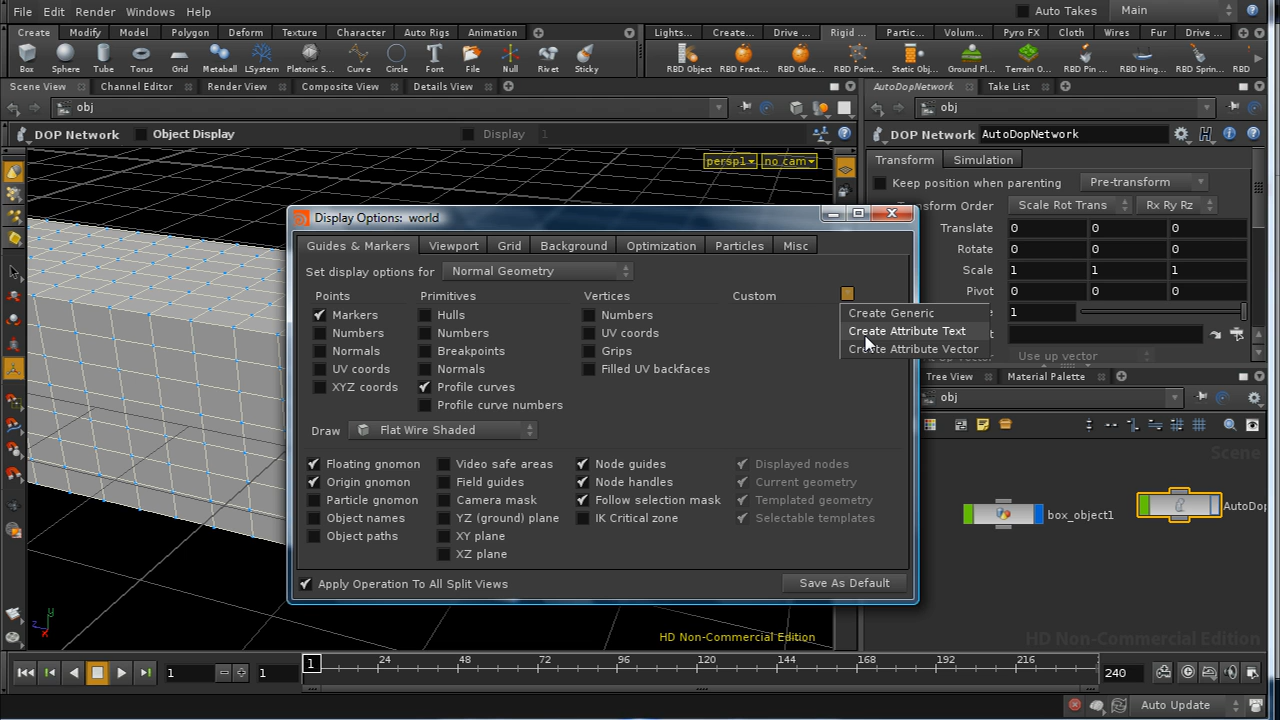 File Edit Render Windows Help Auto Takes Main
Create Modify Model Polygon Deform Texture Character Auto Rigs Animation Lights... Create... Drive ... Rigid ... Partic... Volum... Pyro FX Cloth Wires Fur Drive ...
Box Sphere Tube Torus Grid Metaball LSystem Platonic S... Curve Circle Font File Null Rivet Sticky RBD Object RBD Fract... RBD Glue... RBD Point... Static Obj... Ground Pl... Terrain O... RBD Pin ... RBD Hing... RBD Sprin... RBD
Scene View Channel Editor Render View Composite View Details View AutoDopNetwork Take List
obj obj
DOP Network Object Display Display 1 DOP Network AutoDopNetwork
persp1 no cam Transform Simulation
Keep position when parenting Pre-transform
Transform Order Scale Rot Trans Rx Ry Rz
Translate 0 0 0
Rotate 0 0 0
Scale 1 1 1
Pivot 0 0 0
1
Use up vector
Display Options: world
Guides & Markers Viewport Grid Background Optimization Particles Misc
Set display options for Normal Geometry
Points Primitives Vertices Custom
Markers Hulls Numbers Create Generic
Numbers Numbers UV coords Create Attribute Text
Normals Breakpoints Grips Create Attribute Vector
UV coords Normals Filled UV backfaces
XYZ coords Profile curves
Profile curve numbers
Draw Flat Wire Shaded
Floating gnomon Video safe areas Node guides Displayed nodes
Origin gnomon Field guides Node handles Current geometry
Particle gnomon Camera mask Follow selection mask Templated geometry
Object names YZ (ground) plane IK Critical zone Selectable templates
Object paths XY plane
XZ plane
Apply Operation To All Split Views Save As Default
Tree View Material Palette
obj
Scene
box_object1 AutoDop
z y x
HD Non-Commercial Edition HD Non-Commercial Edition
1 1 1 24 48 72 96 120 144 168 192 216 240
Auto Update